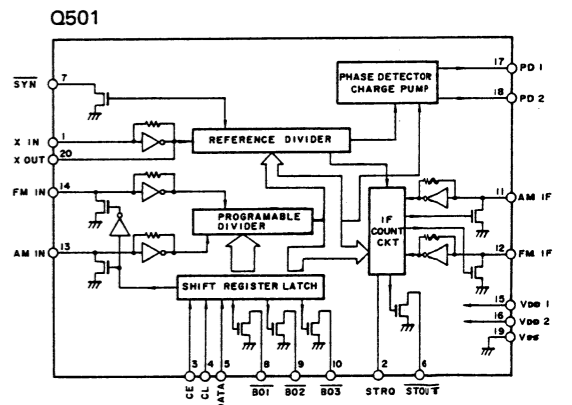 Q501
7
SYN
17
PD 1
PHASE DETECTOR
CHARGE PUMP
18
PD 2
1
X IN
REFERENCE DIVIDER
20
X OUT
14
FM IN
11
AM IF
PROGRAMABLE
DIVIDER
IF
COUNT
CKT
13
AM IN
12
FM IF
SHIFT REGISTER LATCH
15
VDD 1
16
VDD 2
19
VSS
3
4
5
8
9
10
2
6
CE
CL
DATA
BO1
BO2
BO3
STRQ
STOUT